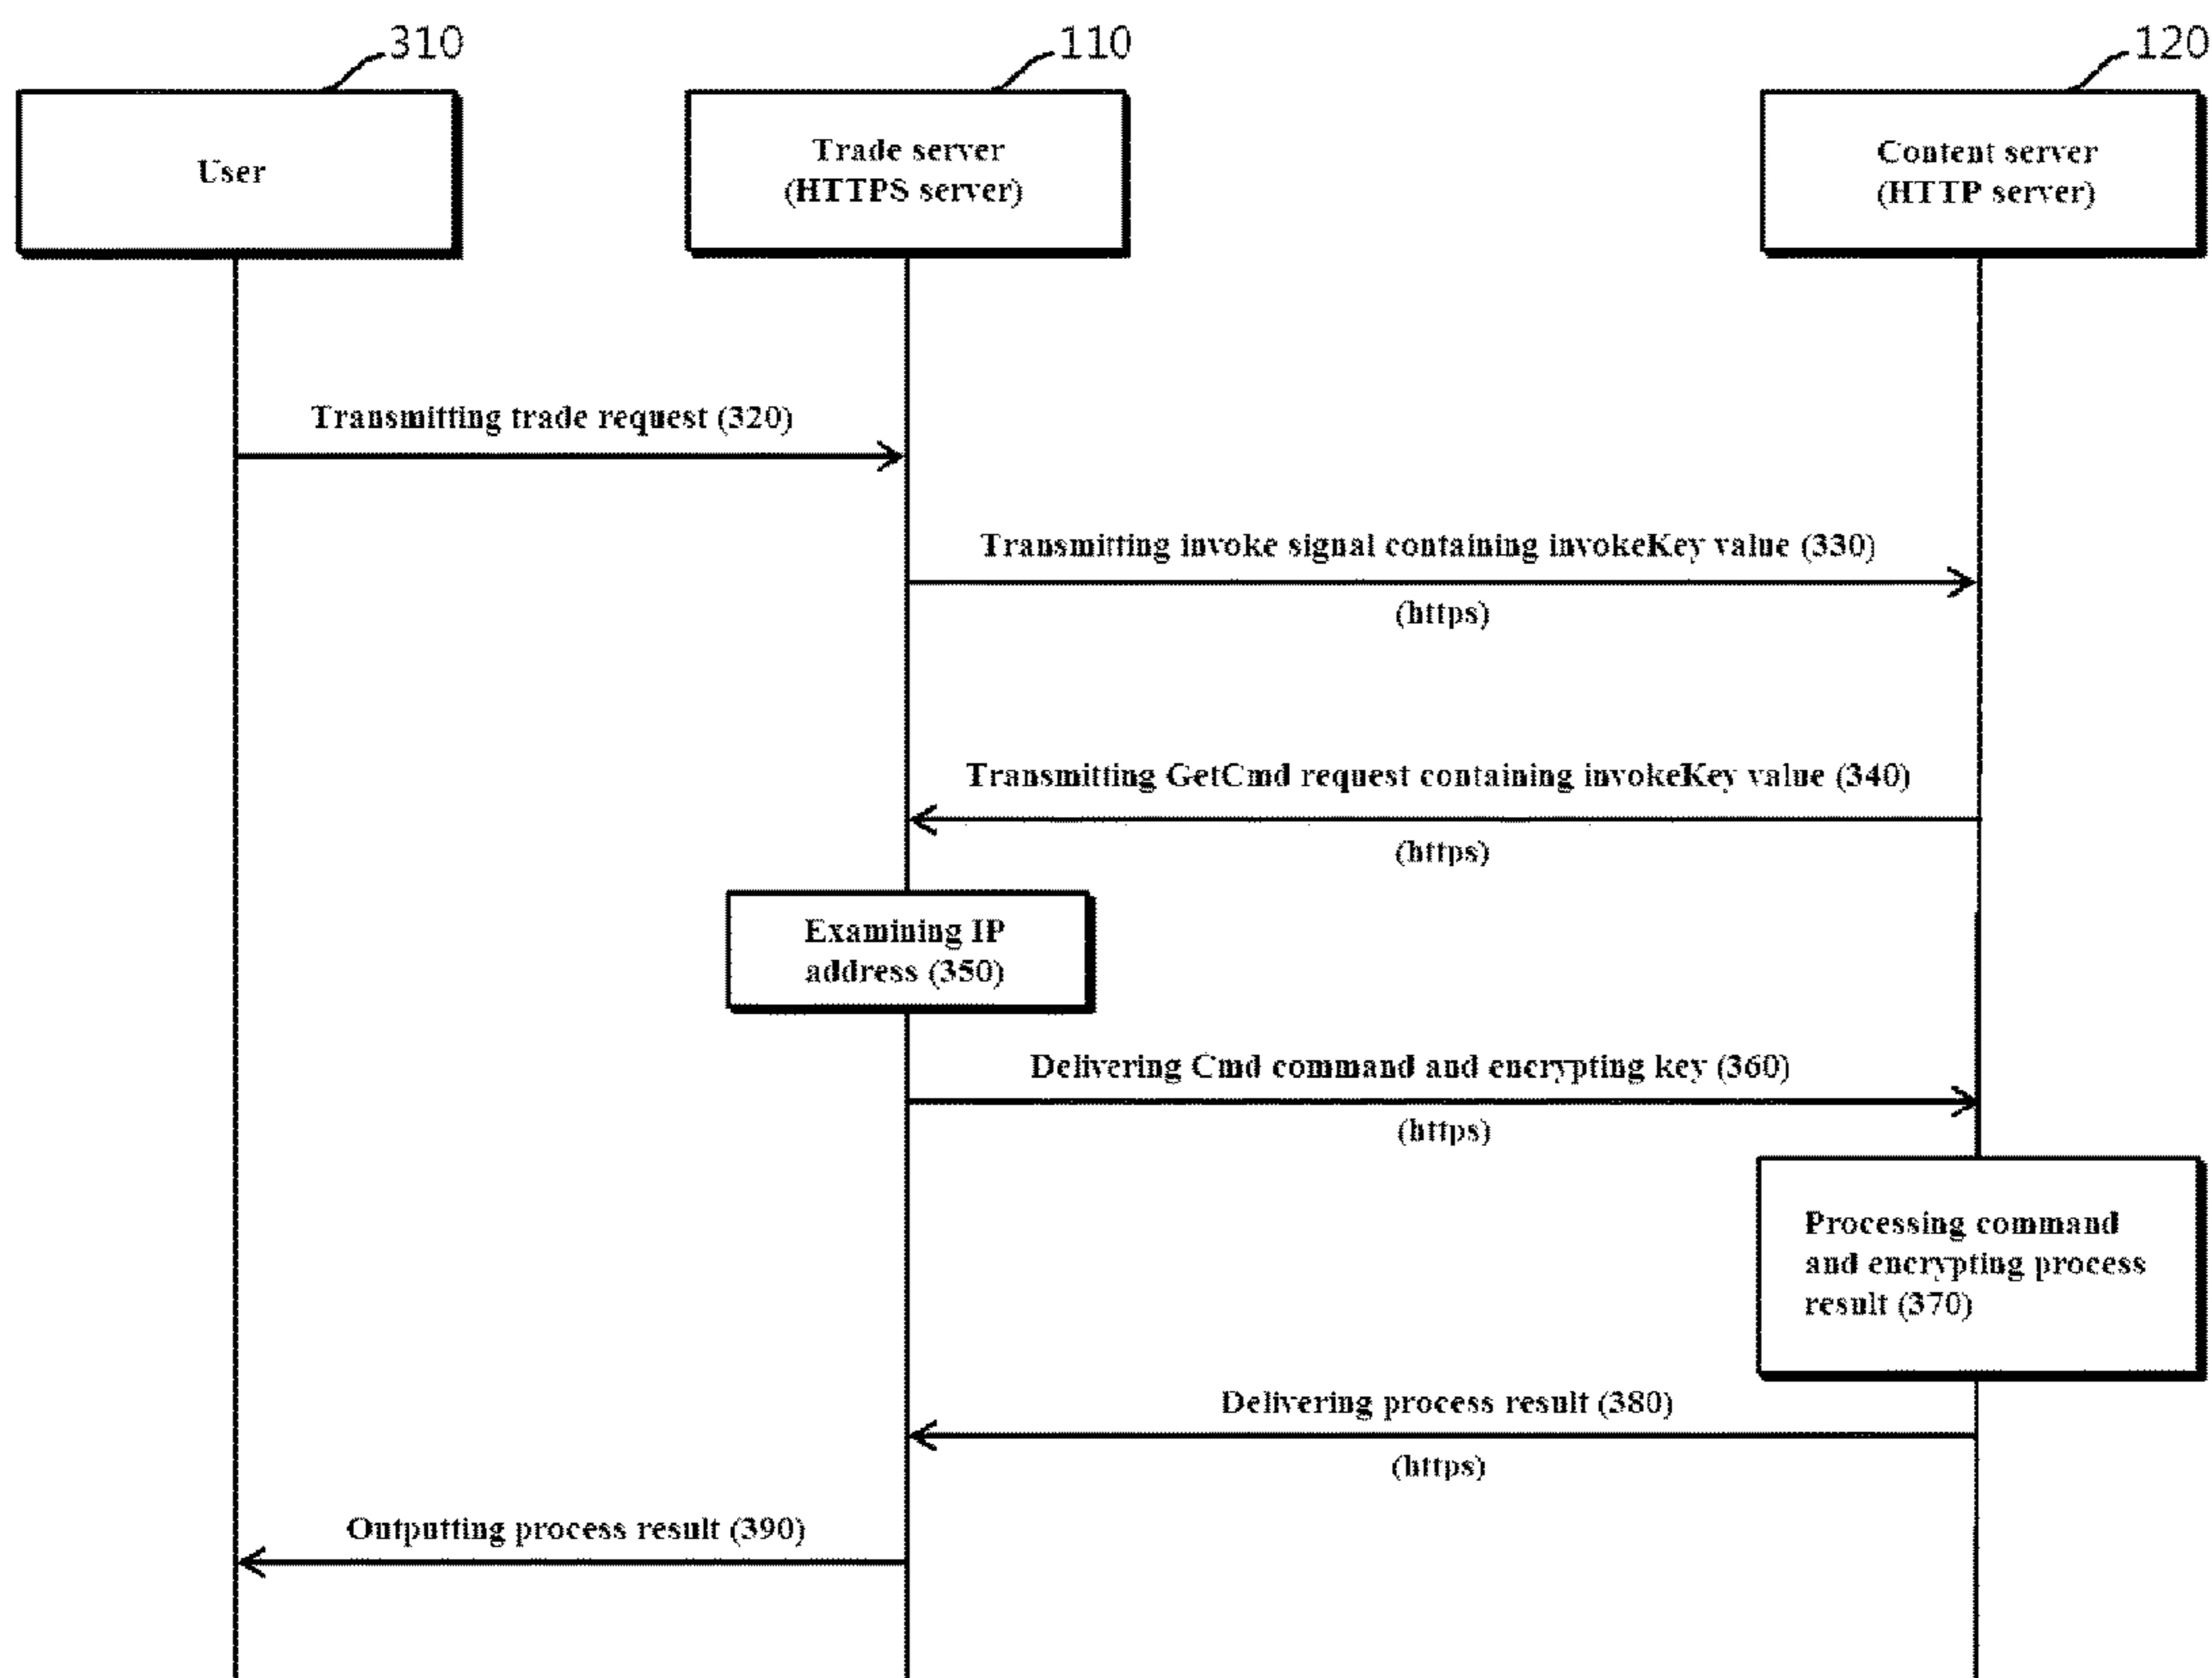 310
110
120
User
Trade server
(HTTPS server)
Content server
(HTTP server)
Transmitting trade request (320)
Transmitting invoke signal containing invokeKey value (330)
(https)
Transmitting GetCmd request containing invokeKey value (340)
(https)
Examining IP
address (350)
Delivering Cmd command and encrypting key (360)
(https)
Processing command
and encrypting process
result (370)
Delivering process result (380)
(https)
Outputting process result (390)